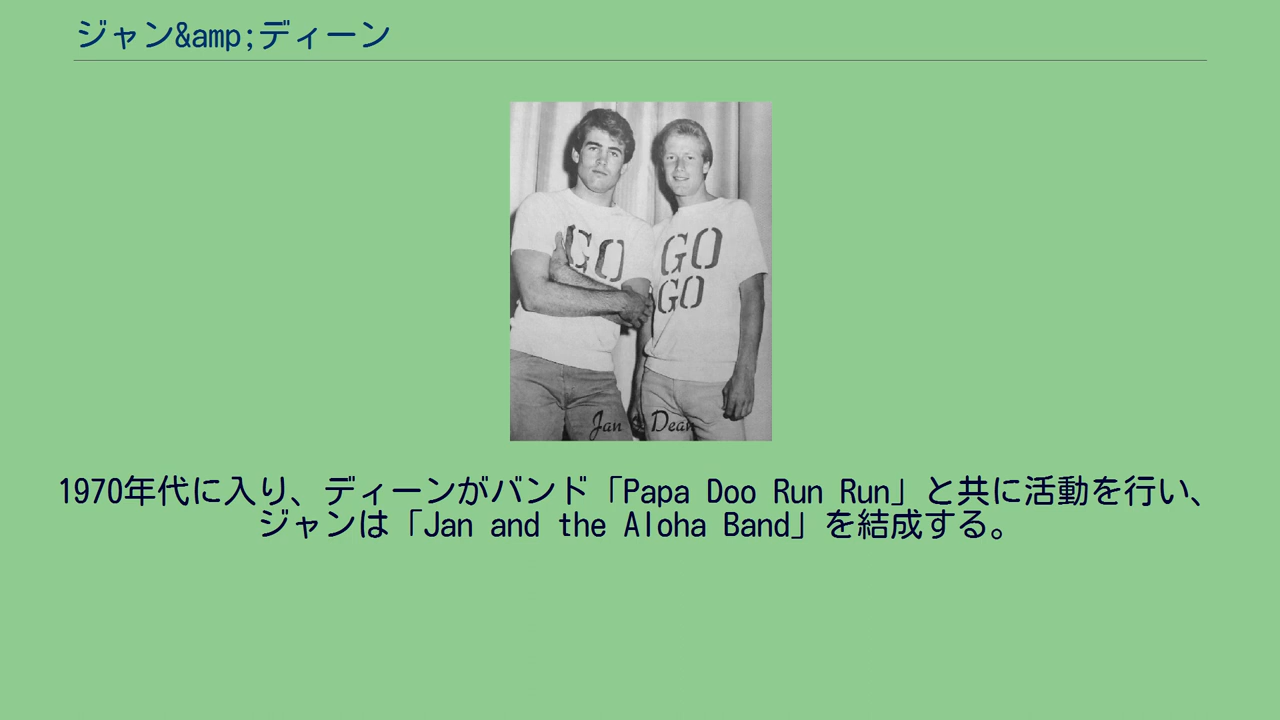 ジャン&amp;ディーン
GO GO
GO
Jan & Dean
1970年代に入り、ディーンがバンド「Papa Doo Run Run」と共に活動を行い、
ジャンは「Jan and the Aloha Band」を結成する。